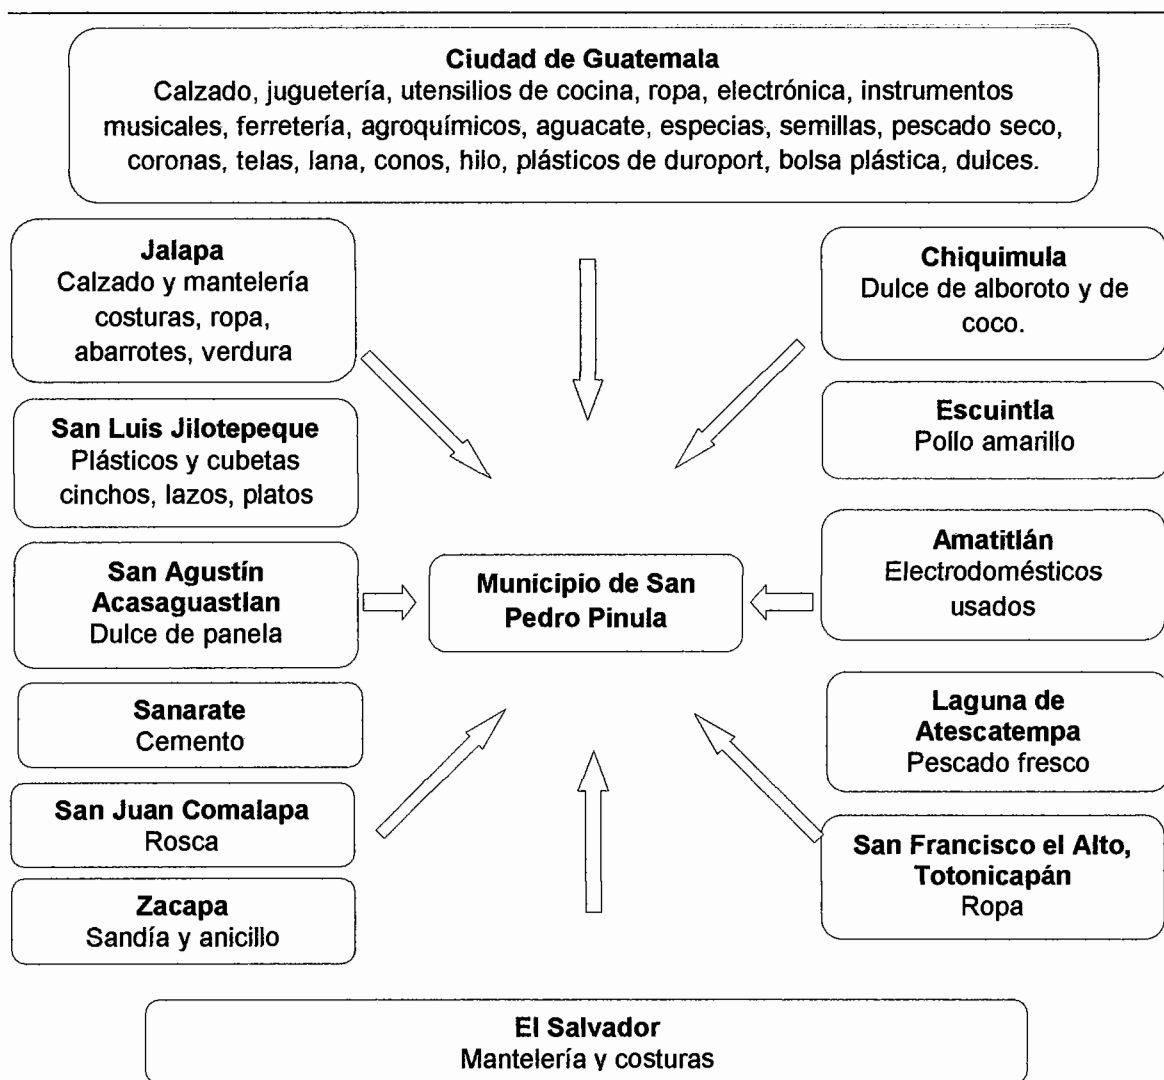 Ciudad de Guatemala
Calzado, juguetería, utensilios de cocina, ropa, electrónica, instrumentos
musicales, ferretería, agroquímicos, aguacate, especias, semillas, pescado seco,
coronas, telas, lana, conos, hilo, plásticos de duroport, bolsa plástica, dulces.
Jalapa
Calzado y mantelería
costuras, ropa,
abarrotes, verdura
San Luis Jilotepeque
Plásticos y cubetas
cinchos, lazos, platos
San Agustín
Acasaguastlan
Dulce de panela
Sanarate
Cemento
San Juan Comalapa
Rosca
Zacapa
Sandía y anicillo
Municipio de San
Pedro Pinula
Chiquimula
Dulce de alboroto y de
coco.
Escuintla
Pollo amarillo
Amatitlán
Electrodomésticos
usados
Laguna de
Atescatempa
Pescado fresco
San Francisco el Alto,
Totonicapán
Ropa
El Salvador
Mantelería y costuras